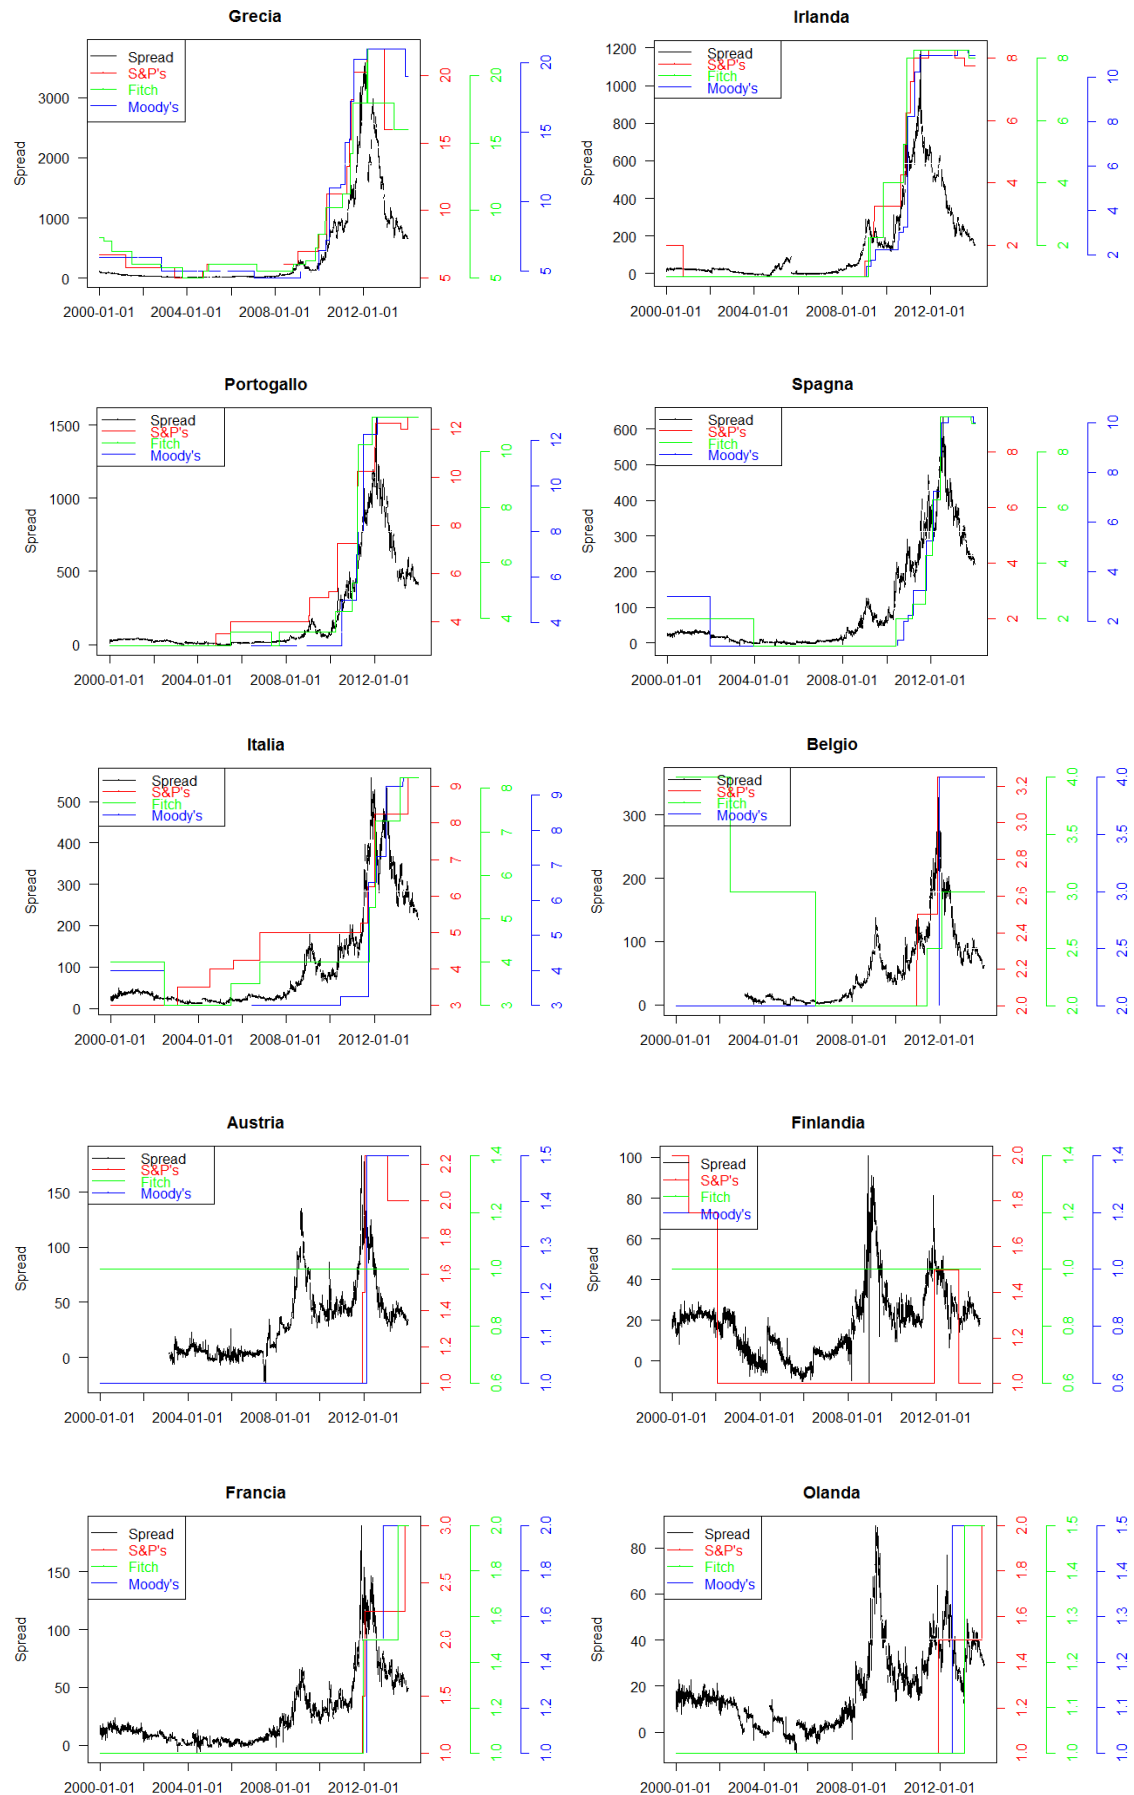 Grecia
Spread
S&P's
Fitch
Moody's
Spread
0 1000 2000 3000
2000-01-01 2004-01-01 2008-01-01 2012-01-01
5 10 15 20
5 10 15 20
5 10 15 20
Irlanda
Spread
S&P's
Fitch
Moody's
Spread
0 200 400 600 800 1000 1200
2000-01-01 2004-01-01 2008-01-01 2012-01-01
2 4 6 8
2 4 6 8
2 4 6 8 10
Portogallo
Spread
S&P's
Fitch
Moody's
Spread
0 500 1000 1500
2000-01-01 2004-01-01 2008-01-01 2012-01-01
4 5 6 8 10 12
4 6 8 10
4 6 8 10 12
Spagna
Spread
S&P's
Fitch
Moody's
Spread
0 100 200 300 400 500 600
2000-01-01 2004-01-01 2008-01-01 2012-01-01
2 4 6 8
2 4 6 8
2 4 6 8 10
Italia
Spread
S&P's
Fitch
Moody's
Spread
0 100 200 300 400 500
2000-01-01 2004-01-01 2008-01-01 2012-01-01
3 4 5 6 7 8 9
3 4 5 6 7 8
3 4 5 6 7 8 9
Belgio
Spread
S&P's
Fitch
Moody's
Spread
0 100 200 300
2000-01-01 2004-01-01 2008-01-01 2012-01-01
2.0 2.2 2.4 2.6 2.8 3.0 3.2
2.0 2.5 3.0 3.5 4.0
2.0 2.5 3.0 3.5 4.0
Austria
Spread
S&P's
Fitch
Moody's
Spread
0 50 100 150
2000-01-01 2004-01-01 2008-01-01 2012-01-01
1.0 1.2 1.4 1.6 1.8 2.0 2.2
0.6 0.8 1.0 1.2 1.4
1.0 1.1 1.2 1.3 1.4 1.5
Finlandia
Spread
S&P's
Fitch
Moody's
Spread
0 20 40 60 80 100
2000-01-01 2004-01-01 2008-01-01 2012-01-01
1.0 1.2 1.4 1.6 1.8 2.0
0.6 0.8 1.0 1.2 1.4
0.6 0.8 1.0 1.2 1.4
Francia
Spread
S&P's
Fitch
Moody's
Spread
0 50 100 150
2000-01-01 2004-01-01 2008-01-01 2012-01-01
1.0 1.5 2.0 2.5 3.0
1.0 1.2 1.4 1.6 1.8 2.0
1.0 1.2 1.4 1.6 1.8 2.0
Olanda
Spread
S&P's
Fitch
Moody's
Spread
0 20 40 60 80
2000-01-01 2004-01-01 2008-01-01 2012-01-01
1.0 1.2 1.4 1.6 1.8 2.0
1.0 1.1 1.2 1.3 1.4 1.5
1.0 1.1 1.2 1.3 1.4 1.5